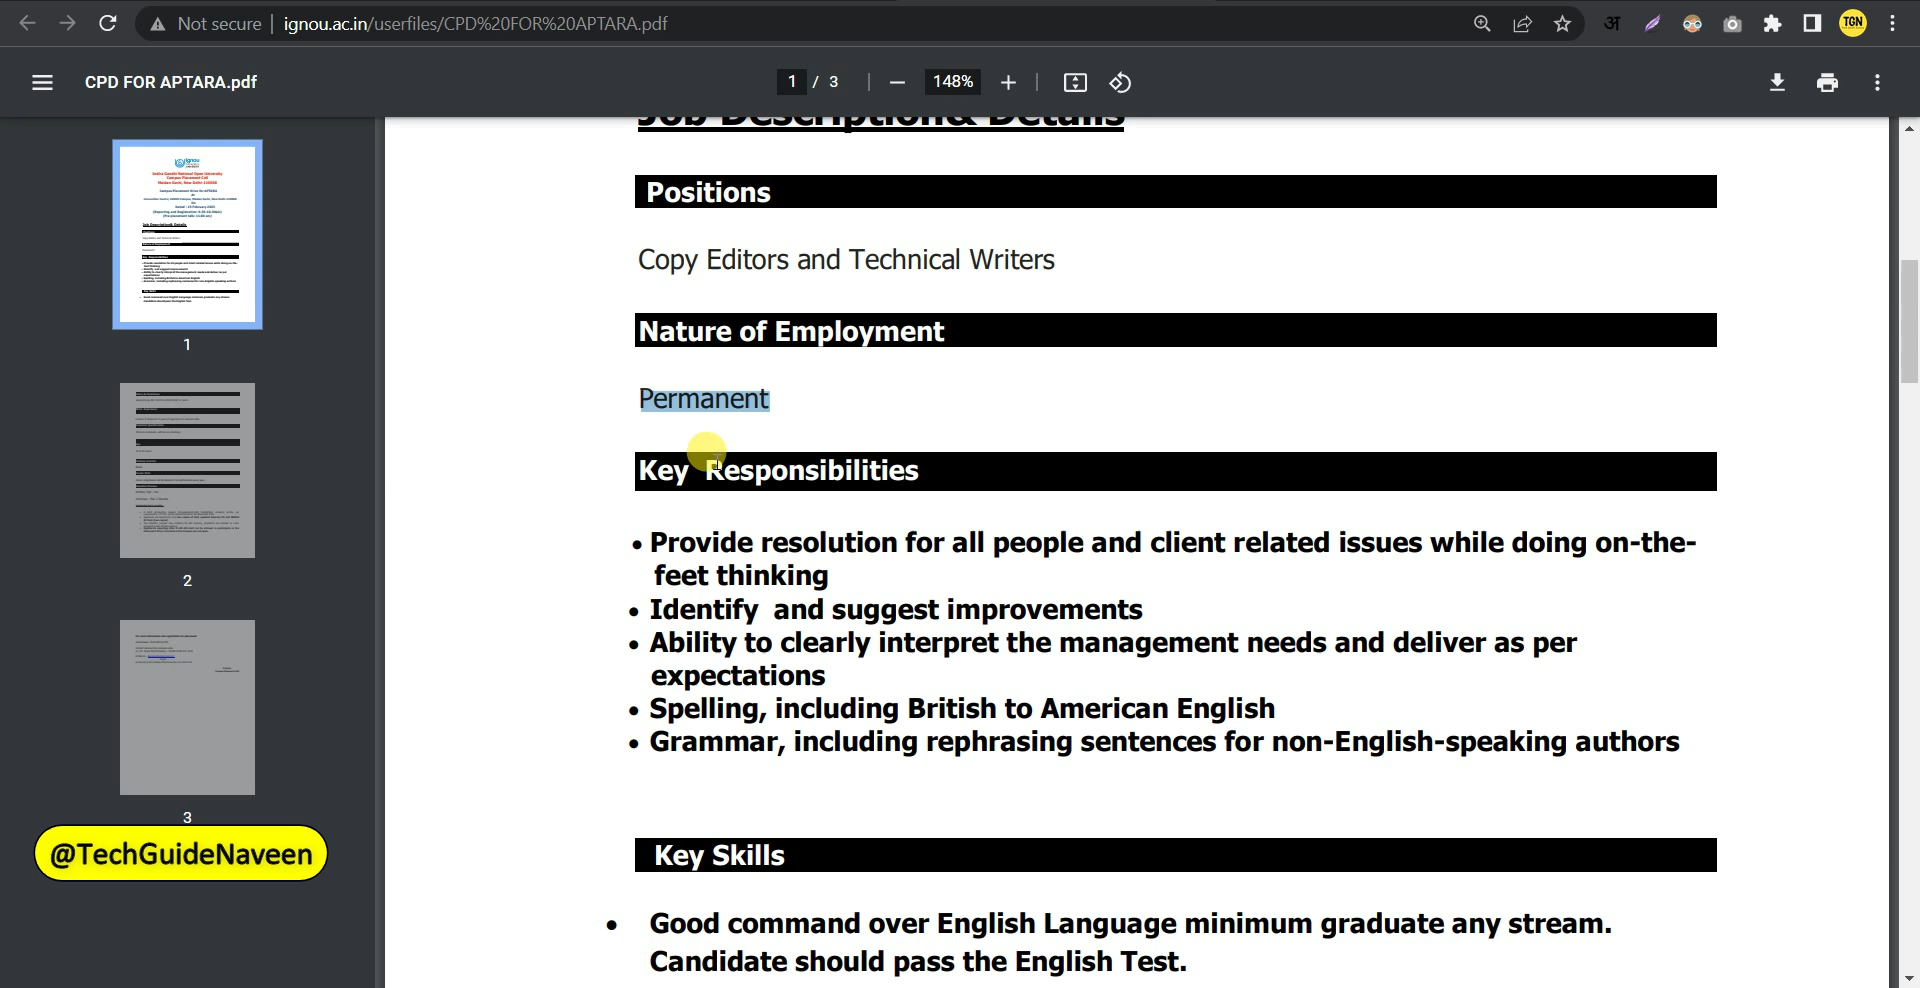 Not secure | ignou.ac.in/userfiles/CPD%20FOR%20APTARA.pdf
अ
TGN
CPD FOR APTARA.pdf
1 / 3
148%
Job Description& Details
Positions
Copy Editors and Technical Writers
Nature of Employment
Permanent
Key Responsibilities
• Provide resolution for all people and client related issues while doing on-the-
feet thinking
• Identify and suggest improvements
• Ability to clearly interpret the management needs and deliver as per
expectations
• Spelling, including British to American English
• Grammar, including rephrasing sentences for non-English-speaking authors
Key Skills
• Good command over English Language minimum graduate any stream.
Candidate should pass the English Test.
1
2
3
@TechGuideNaveen